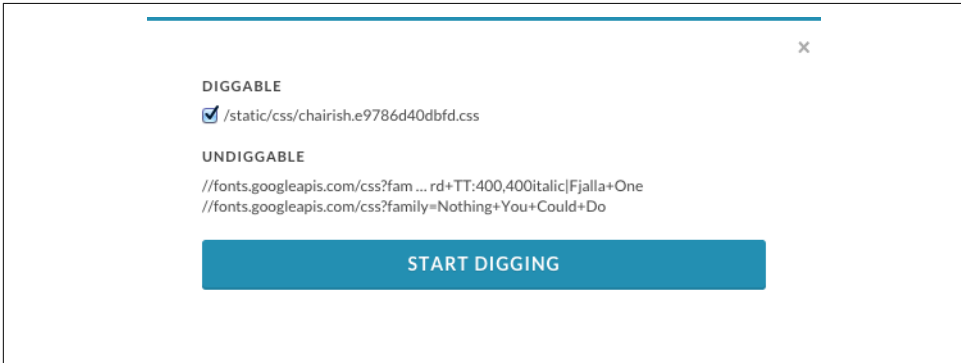 ×
DIGGABLE
/static/css/chairish.e9786d40dbfd.css
UNDIGGABLE
//fonts.googleapis.com/css?fam ... rd+TT:400,400italic|Fjalla+One
//fonts.googleapis.com/css?family=Nothing+You+Could+Do
START DIGGING